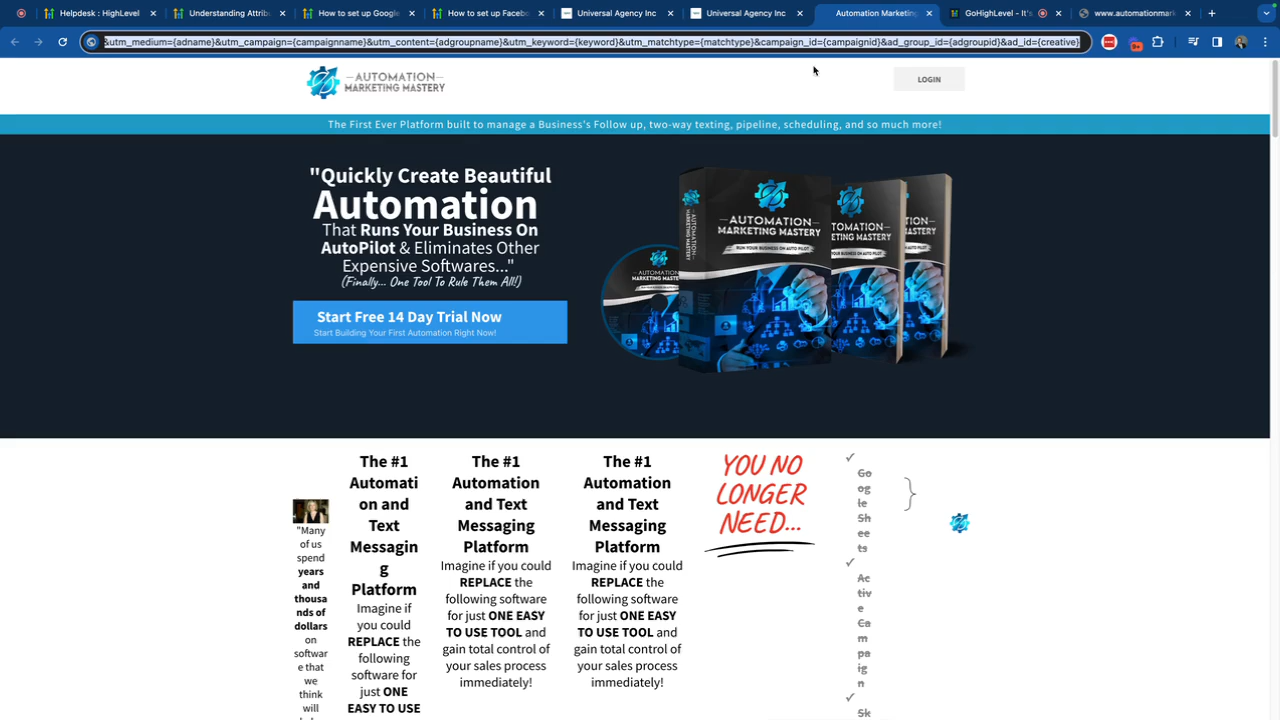 Helpdesk : HighLevel
Understanding Attrib
How to set up Google
How to set up Facebo
Universal Agency Inc
Universal Agency Inc
Automation Marketing
GoHighLevel - It's
www.automationmark
&utm_medium={adname}&utm_campaign={campaignname}&utm_content={adgroupname}&utm_keyword={keyword}&utm_matchtype={matchtype}&campaign_id={campaignid}&ad_group_id={adgroupid}&ad_id={creative}
AUTOMATION
MARKETING MASTERY
LOGIN
The First Ever Platform built to manage a Business's Follow up, two-way texting, pipeline, scheduling, and so much more!
"Quickly Create Beautiful
Automation
That Runs Your Business On
AutoPilot & Eliminates Other
Expensive Softwares..."
(Finally... One Tool To Rule Them All!)
Start Free 14 Day Trial Now
Start Building Your First Automation Right Now!
AUTOMATION
MARKETING MASTERY
RUN YOUR BUSINESS ON AUTO PILOT
The #1
Automati
on and
Text
Messagin
g
Platform
Imagine if
you could
REPLACE the
following
software for
just ONE
EASY TO USE
The #1
Automation
and Text
Messaging
Platform
Imagine if you could
REPLACE the
following software
for just ONE EASY
TO USE TOOL and
gain total control of
your sales process
immediately!
The #1
Automation
and Text
Messaging
Platform
Imagine if you could
REPLACE the
following software
for just ONE EASY
TO USE TOOL and
gain total control of
your sales process
immediately!
YOU NO
LONGER
NEED...
Go
og
le
Sh
ee
ts
Ac
tiv
e
Ca
m
pa
ig
n
Sk
"Many
of us
spend
years
and
thousa
nds of
dollars
on
softwar
e that
we
think
will